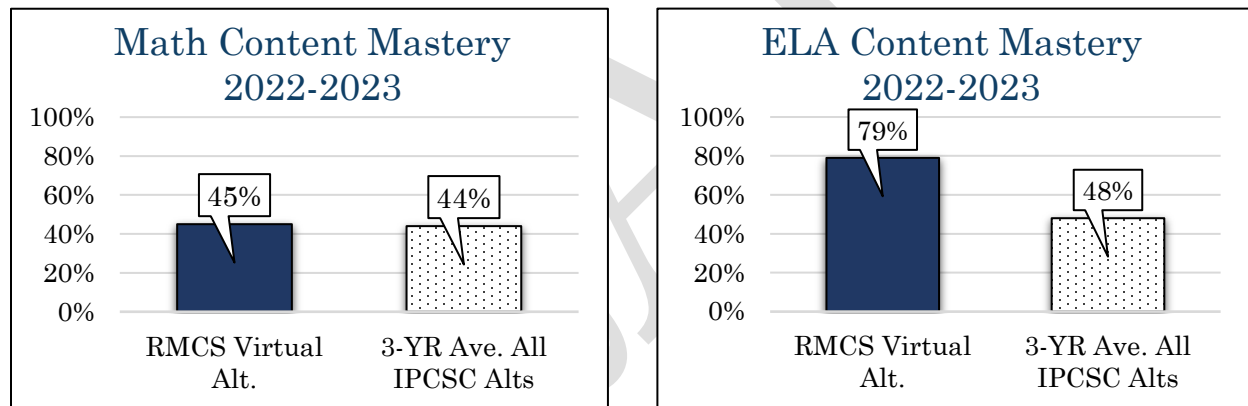 Math Content Mastery
2022-2023
100%
80%
60%
40%
20%
0%
45%
44%
RMCS Virtual
Alt.
3-YR Ave. All
IPCSC Alts
ELA Content Mastery
2022-2023
100%
80%
60%
40%
20%
0%
79%
48%
RMCS Virtual
Alt.
3-YR Ave. All
IPCSC Alts